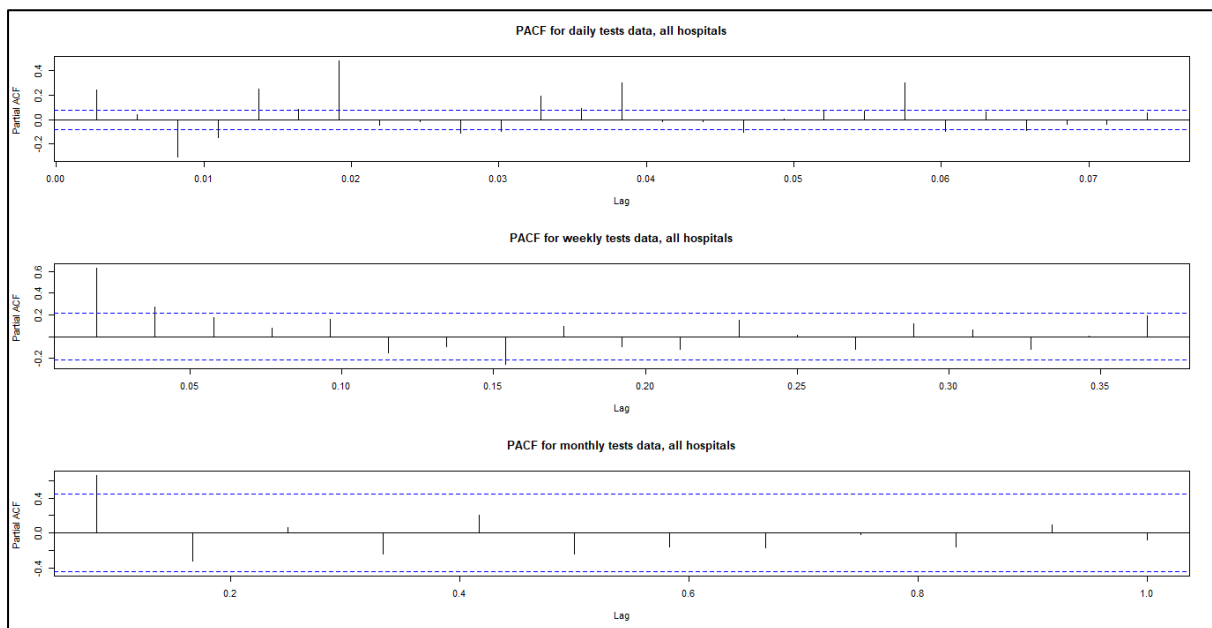 PACF for daily tests data, all hospitals
Partial ACF
-0.2 0.0 0.2 0.4
0.00 0.01 0.02 0.03 0.04 0.05 0.06 0.07
Lag
PACF for weekly tests data, all hospitals
Partial ACF
-0.2 0.2 0.4 0.6
0.05 0.10 0.15 0.20 0.25 0.30 0.35
Lag
PACF for monthly tests data, all hospitals
Partial ACF
-0.4 0.0 0.4
0.2 0.4 0.6 0.8 1.0
Lag